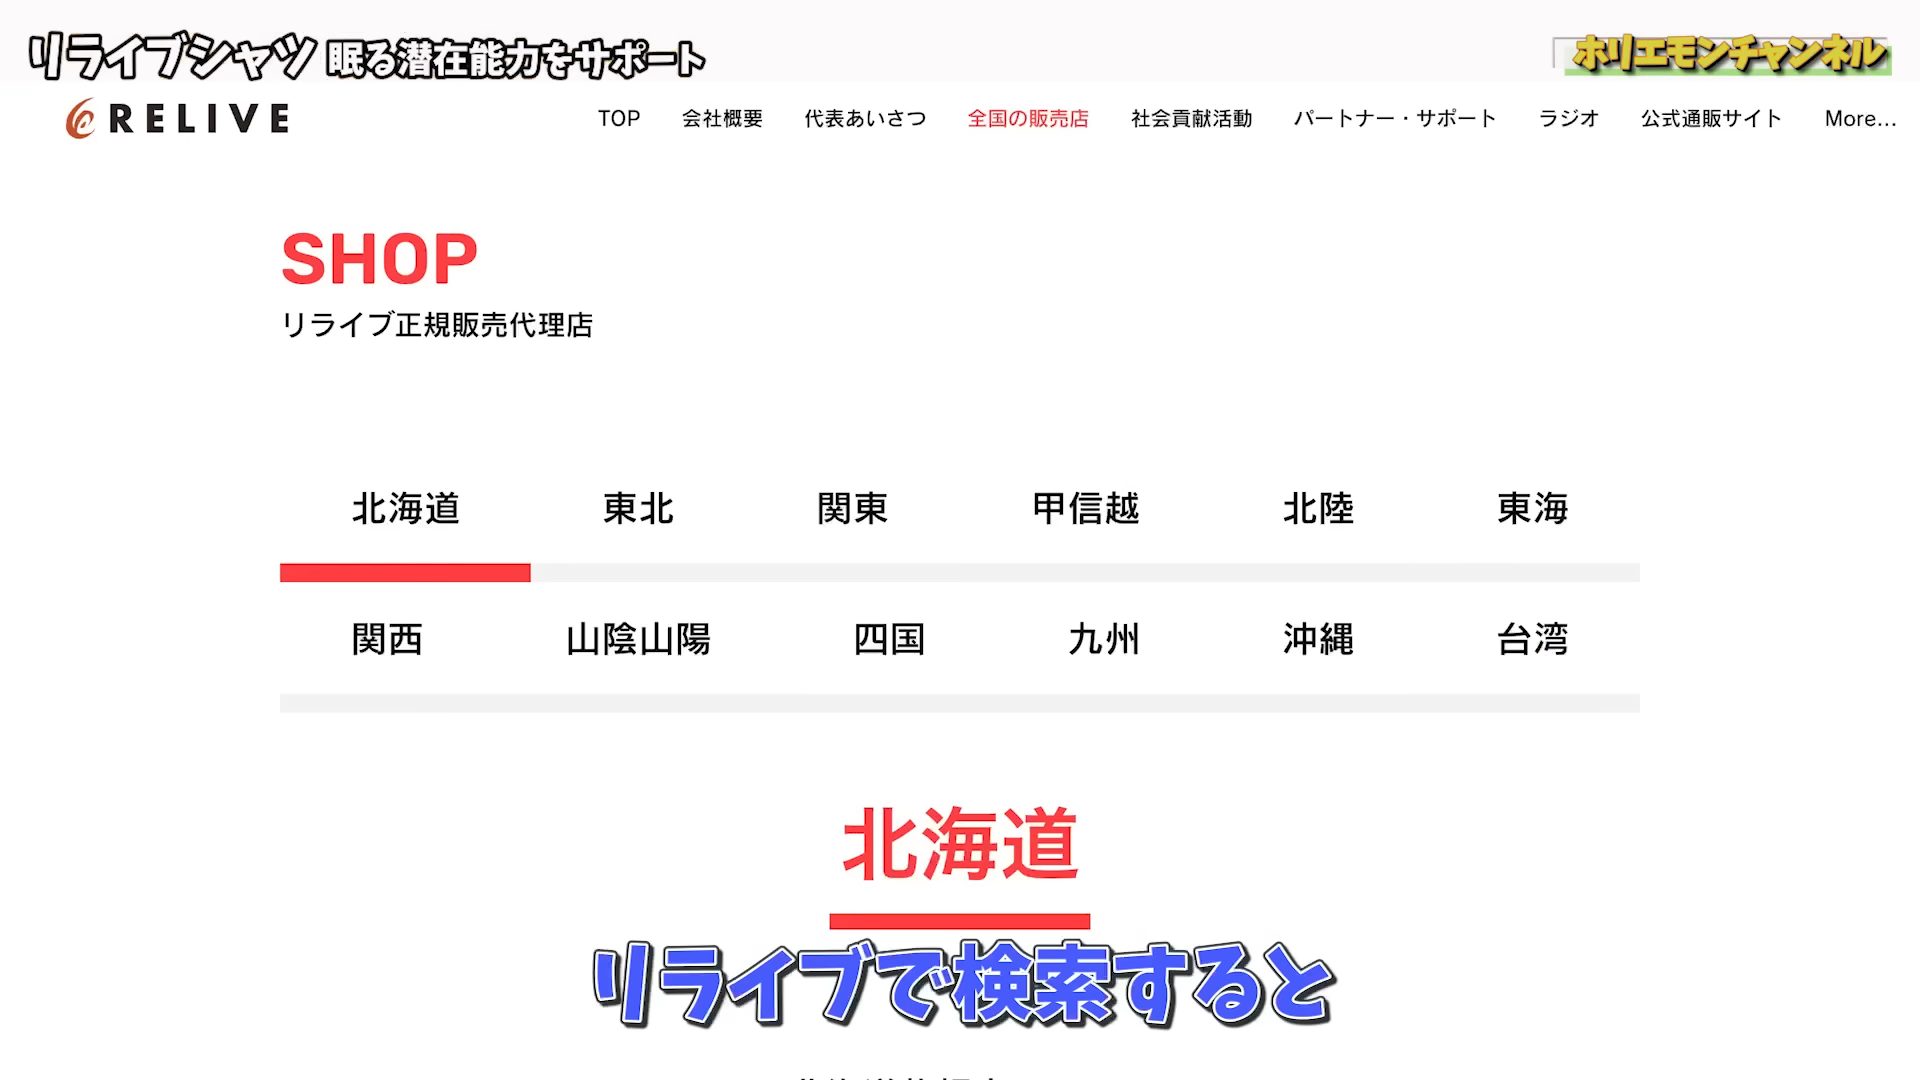 リライブシャツ 眠る潜在能力をサポート
ホリエモンチャンネル
RELIVE
TOP 会社概要 代表あいさつ 全国の販売店 社会貢献活動 パートナー・サポート ラジオ 公式通販サイト More...
SHOP
リライブ正規販売代理店
北海道 東北 関東 甲信越 北陸 東海
関西 山陰山陽 四国 九州 沖縄 台湾
北海道
リライブで検索すると